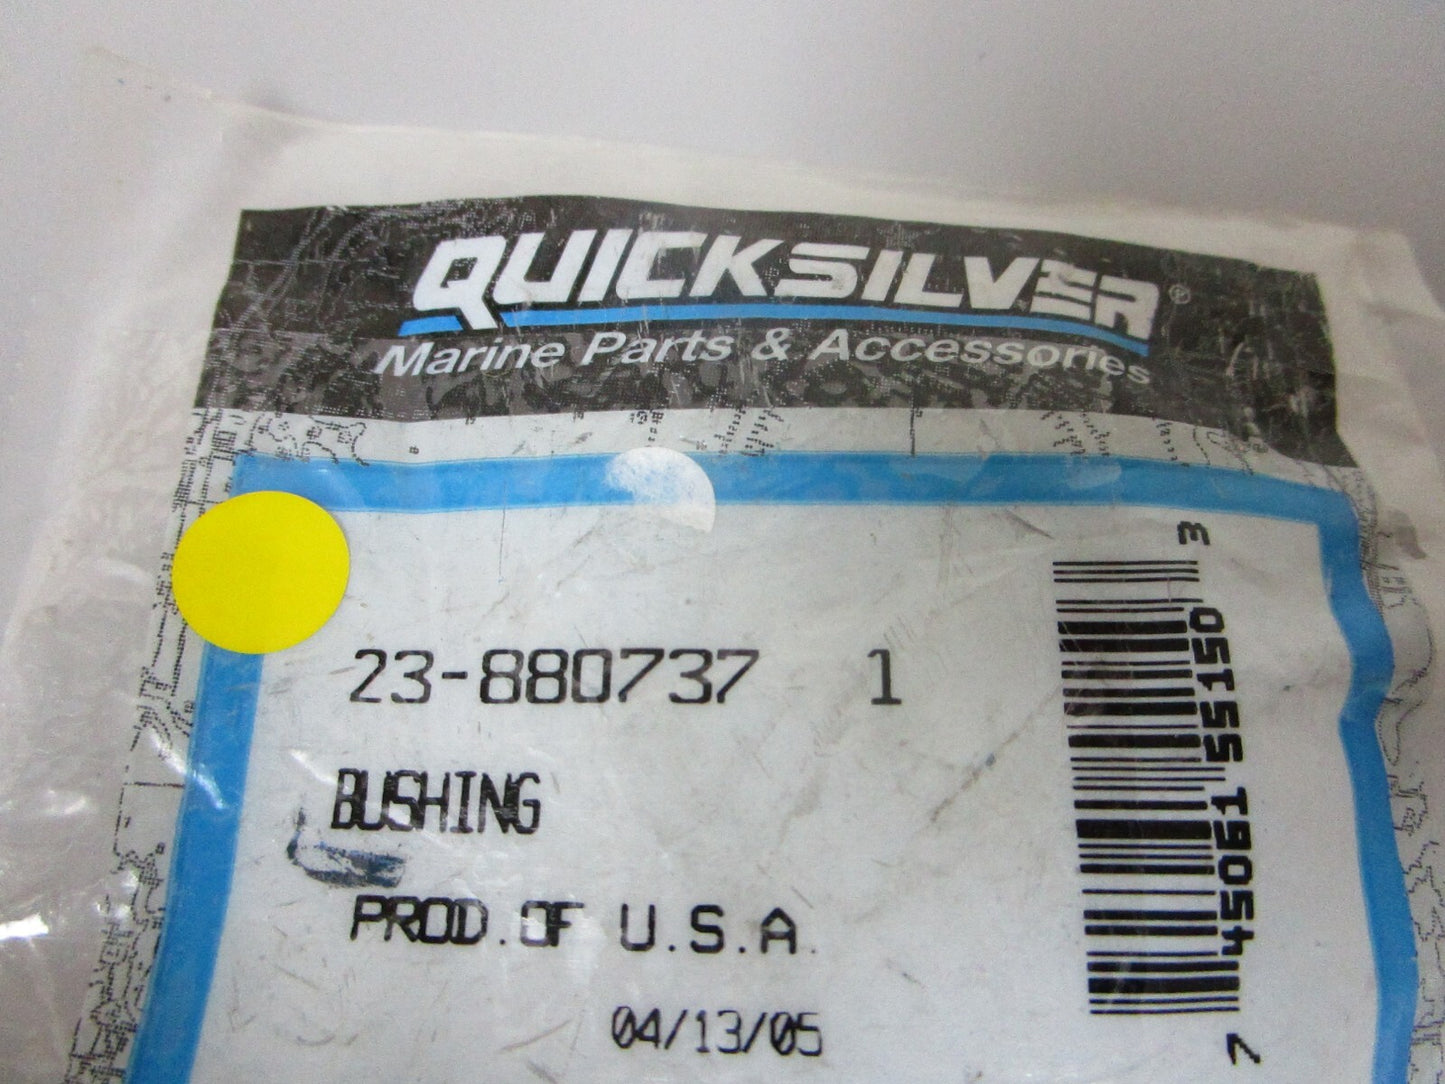 QUICKSILVER®
Marine Parts & Accessories
23-880737 1
BUSHING
PROD. OF U.S.A.
04/13/05
7 45061 55150 3